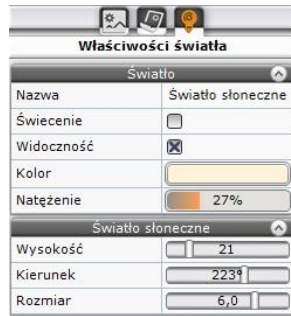 Właściwości światła
Światło
Nazwa Światło słoneczne
Świecenie
Widoczność
Kolor
Natężenie 27%
Światło słoneczne
Wysokość 21
Kierunek 223º
Rozmiar 6,0